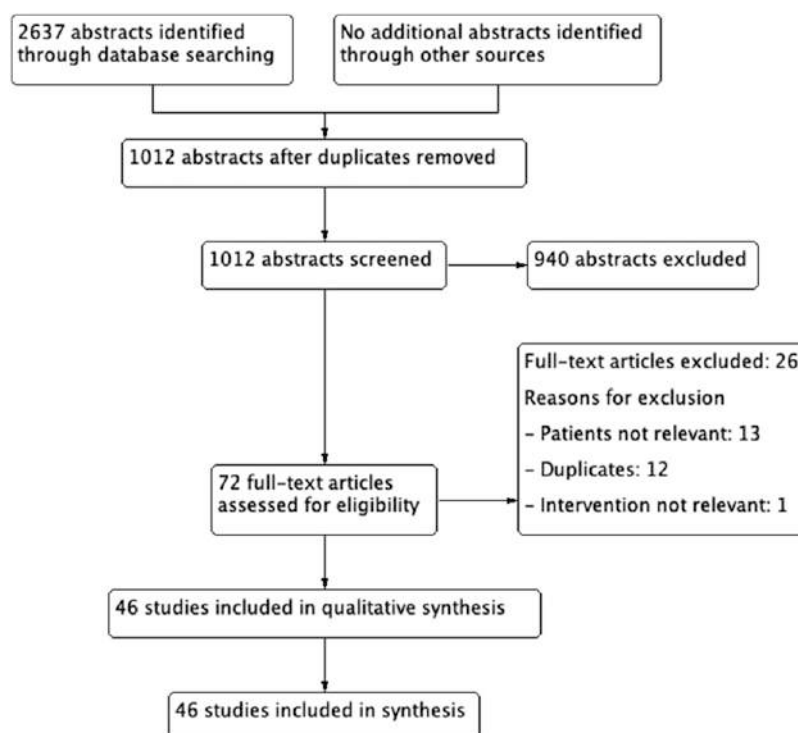 2637 abstracts identified
through database searching
No additional abstracts identified
through other sources
1012 abstracts after duplicates removed
1012 abstracts screened
940 abstracts excluded
Full-text articles excluded: 26
Reasons for exclusion
- Patients not relevant: 13
- Duplicates: 12
- Intervention not relevant: 1
72 full-text articles
assessed for eligibility
46 studies included in qualitative synthesis
46 studies included in synthesis